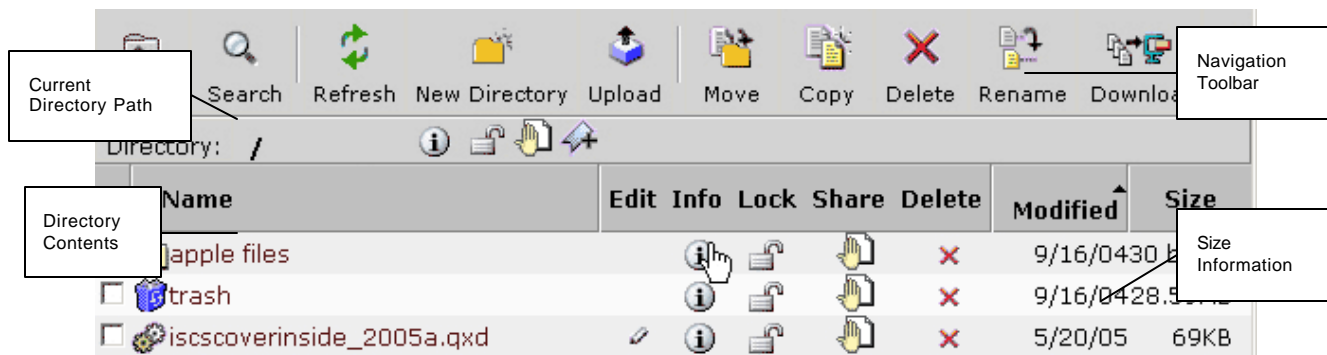 Current
Directory Path
Search Refresh New Directory Upload Move Copy Delete Rename
Navigation
Toolbar
Directory: /
Name Edit Info Lock Share Delete Modified Size
Directory
Contents
apple files 9/16/04 30
Size
Information
trash 9/16/04
iscscoverinside_2005a.qxd 5/20/05 69KB